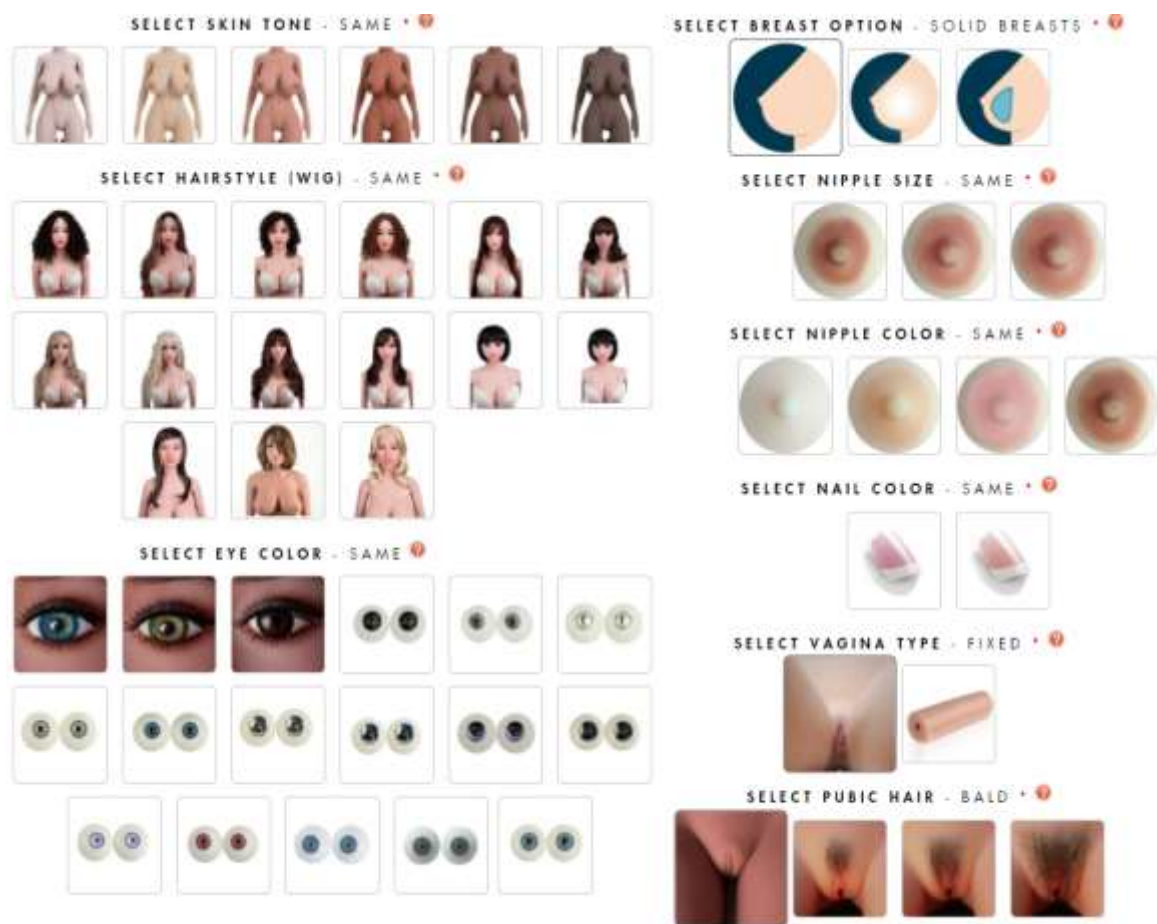 SELECT SKIN TONE - SAME * ?
SELECT HAIRSTYLE (WIG) - SAME * ?
SELECT EYE COLOR - SAME ?
SELECT BREAST OPTION - SOLID BREASTS * ?
SELECT NIPPLE SIZE - SAME * ?
SELECT NIPPLE COLOR - SAME * ?
SELECT NAIL COLOR - SAME * ?
SELECT VAGINA TYPE - FIXED * ?
SELECT PUBIC HAIR - BALD * ?